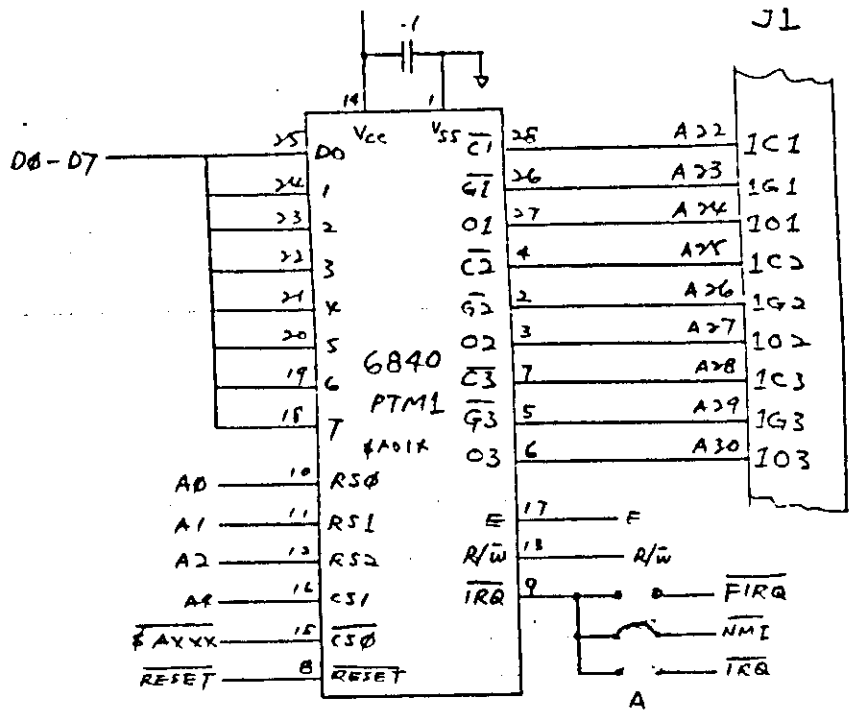 J1
.1
14 1
Vcc Vss
D0-D7
25 D0 C1 28 A22 1C1
24 1 G1 26 A23 1G1
23 2 O1 27 A24 1O1
22 3 C2 4 A25 1C2
21 4 G2 2 A26 1G2
20 5 O2 3 A27 1O2
19 6 C3 7 A28 1C3
18 7 G3 5 A29 1G3
O3 6 A30 1O3
6840
PTM1
$A01X
A0 10 RS0
A1 11 RS1 E 17 E
A2 12 RS2 R/W 13 R/W
A4 16 CS1 IRQ 9 FIRQ
$AXXX 15 CS0 NMI
RESET 8 RESET IRQ
A